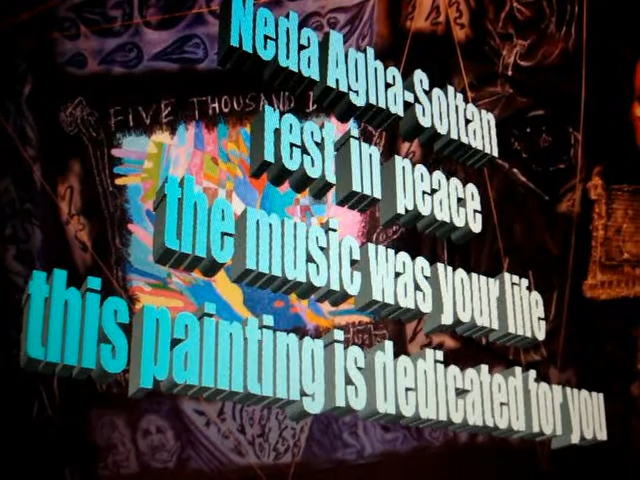 Neda Agha-Soltan
FIVE THOUSAND
rest in peace
the music was your life
this painting is dedicated for you